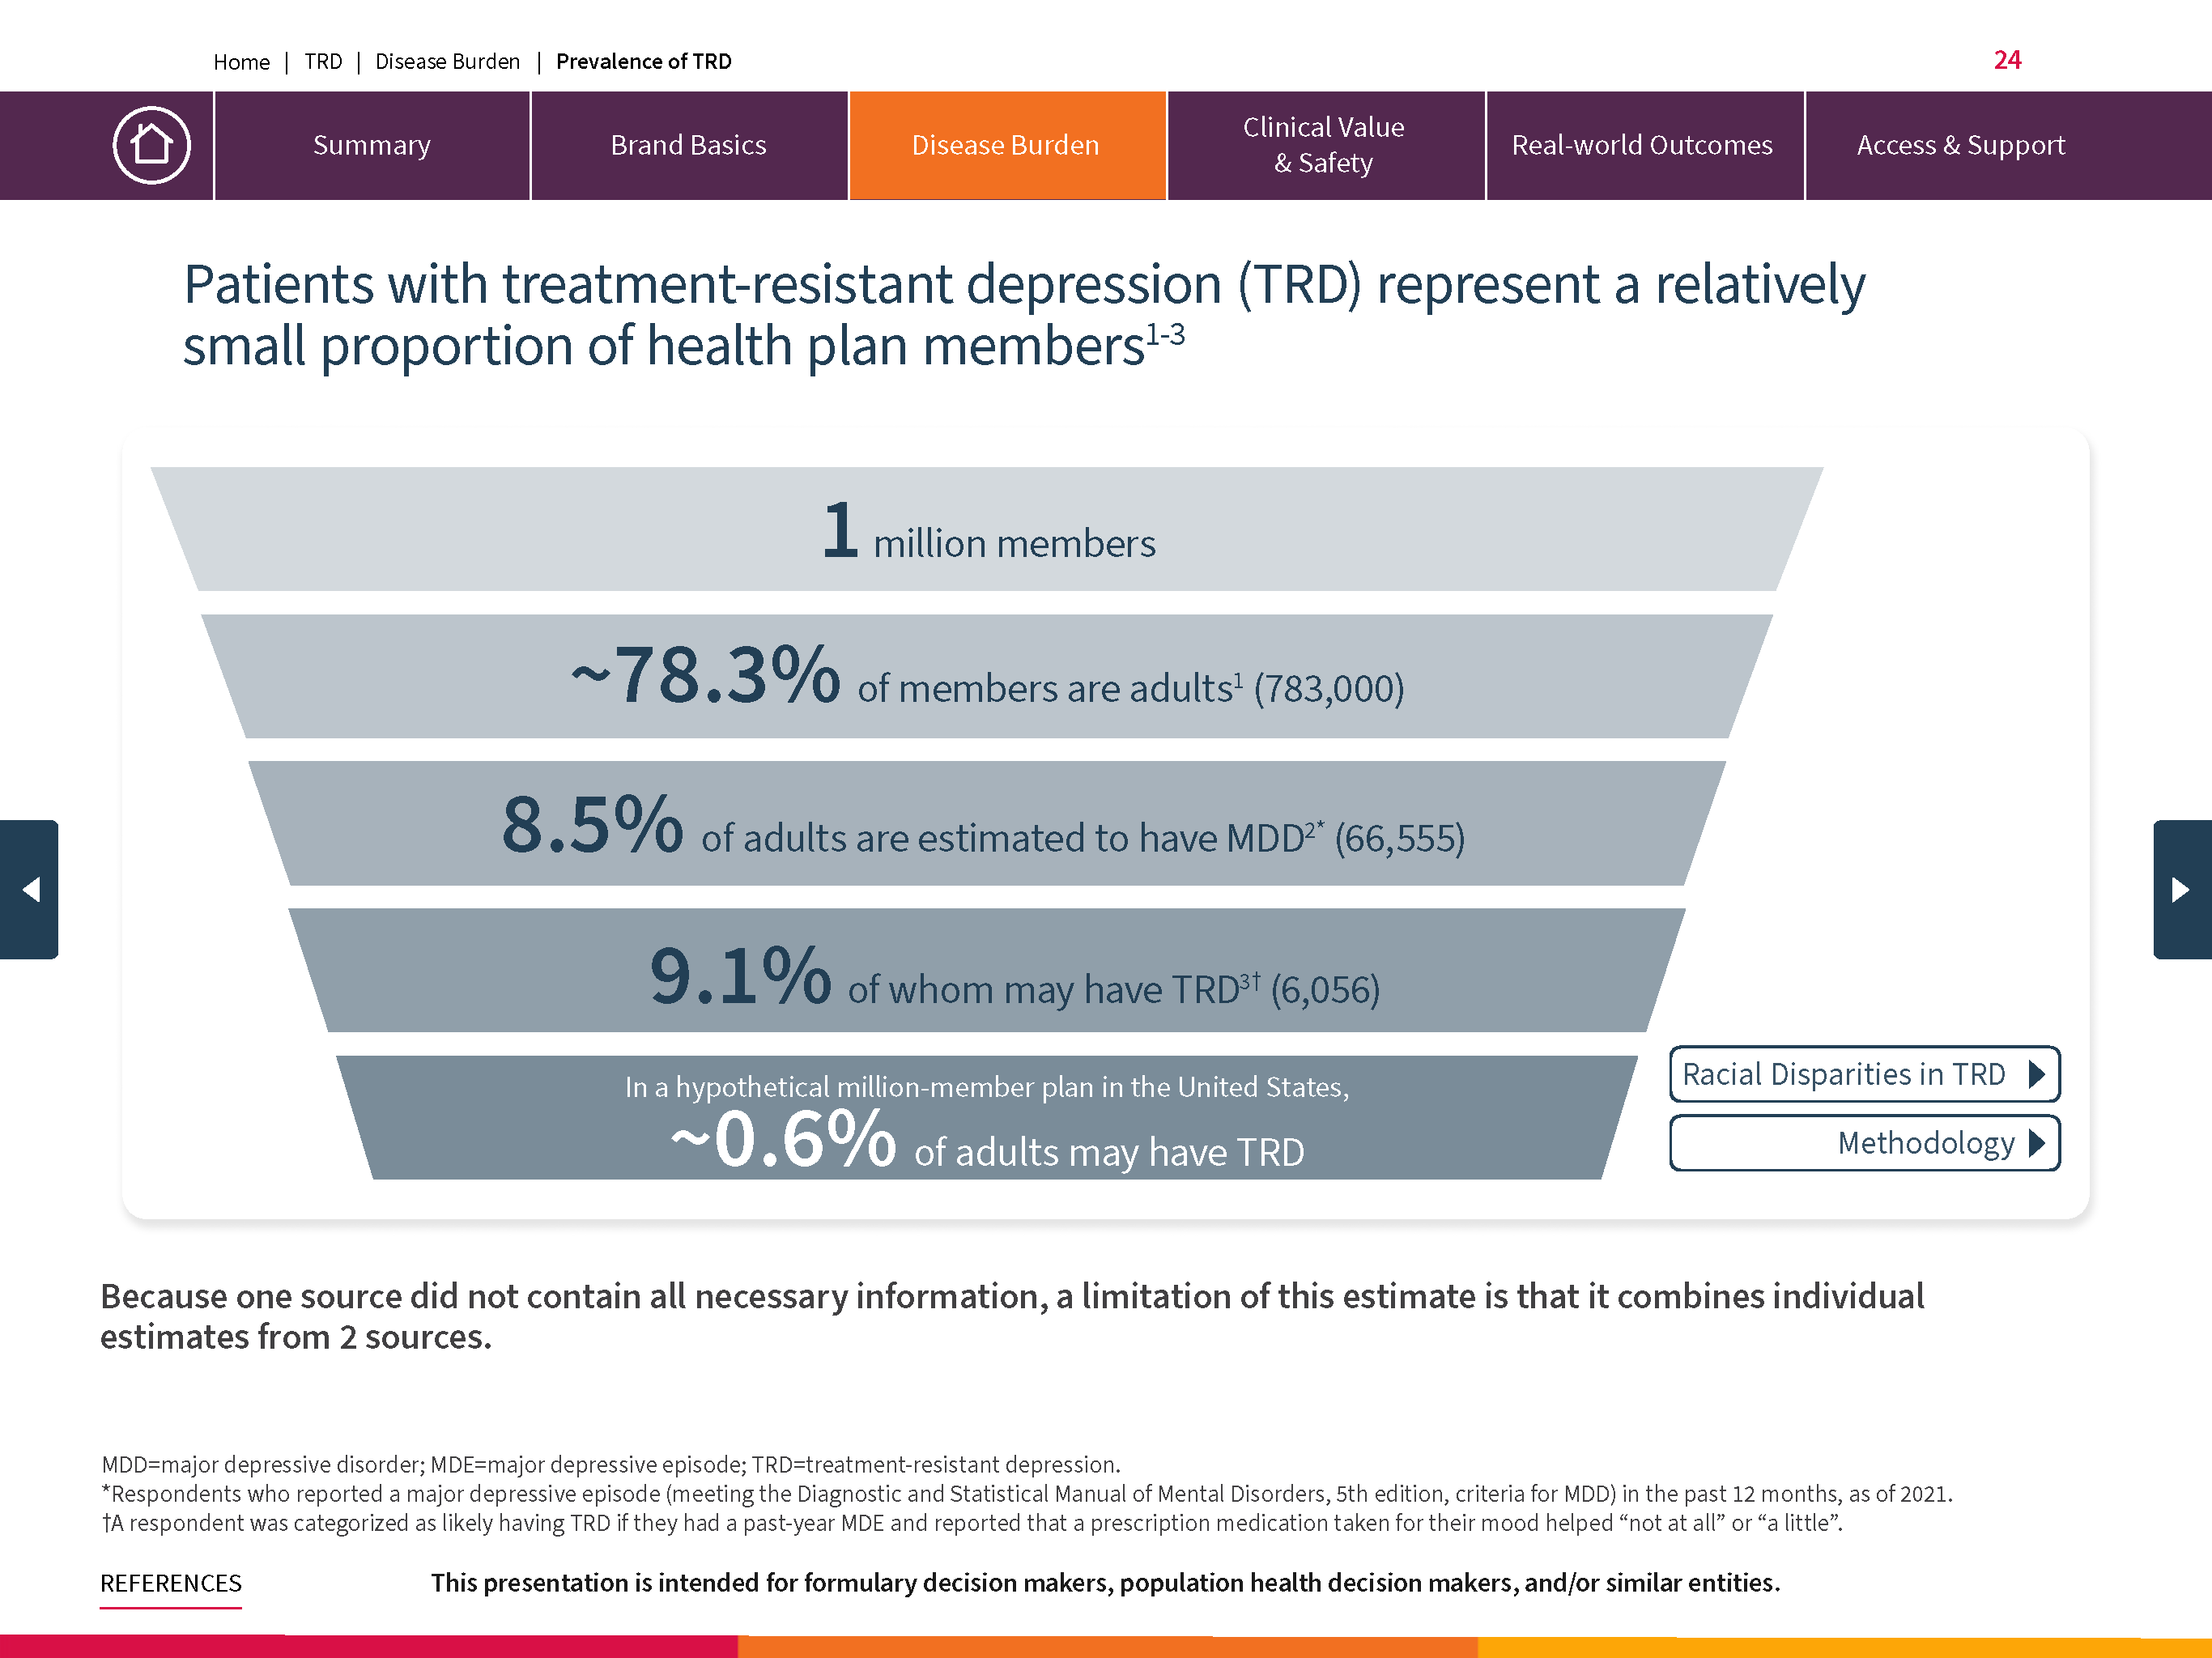 Home | TRD | Disease Burden | Prevalence of TRD
24
Summary
Brand Basics
Disease Burden
Clinical Value
& Safety
Real-world Outcomes
Access & Support
Patients with treatment-resistant depression (TRD) represent a relatively
small proportion of health plan members¹⁻³
1 million members
~78.3% of members are adults¹ (783,000)
8.5% of adults are estimated to have MDD²* (66,555)
9.1% of whom may have TRD³† (6,056)
In a hypothetical million-member plan in the United States,
~0.6% of adults may have TRD
Racial Disparities in TRD
Methodology
Because one source did not contain all necessary information, a limitation of this estimate is that it combines individual
estimates from 2 sources.
MDD=major depressive disorder; MDE=major depressive episode; TRD=treatment-resistant depression.
*Respondents who reported a major depressive episode (meeting the Diagnostic and Statistical Manual of Mental Disorders, 5th edition, criteria for MDD) in the past 12 months, as of 2021.
†A respondent was categorized as likely having TRD if they had a past-year MDE and reported that a prescription medication taken for their mood helped “not at all” or “a little”.
REFERENCES
This presentation is intended for formulary decision makers, population health decision makers, and/or similar entities.